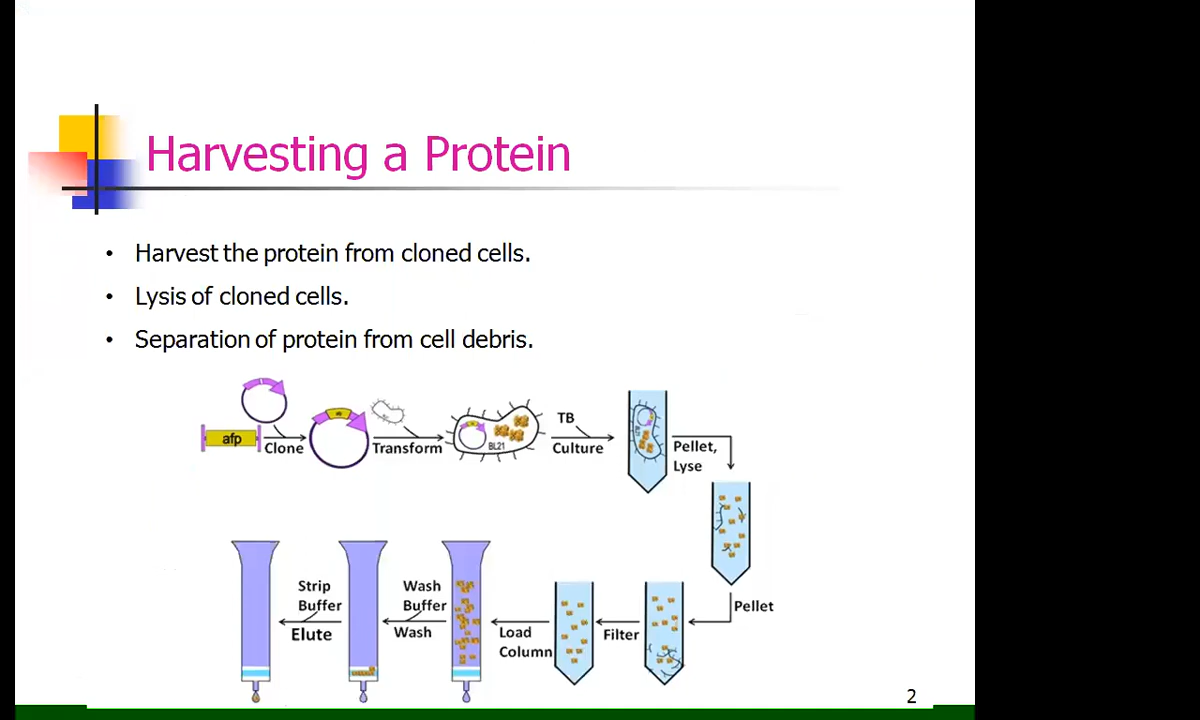 Harvesting a Protein
• Harvest the protein from cloned cells.
• Lysis of cloned cells.
• Separation of protein from cell debris.
afp
Clone
Transform
BL21
TB
Culture
Pellet,
Lyse
Pellet
Filter
Load
Column
Wash
Buffer
Wash
Strip
Buffer
Elute
2